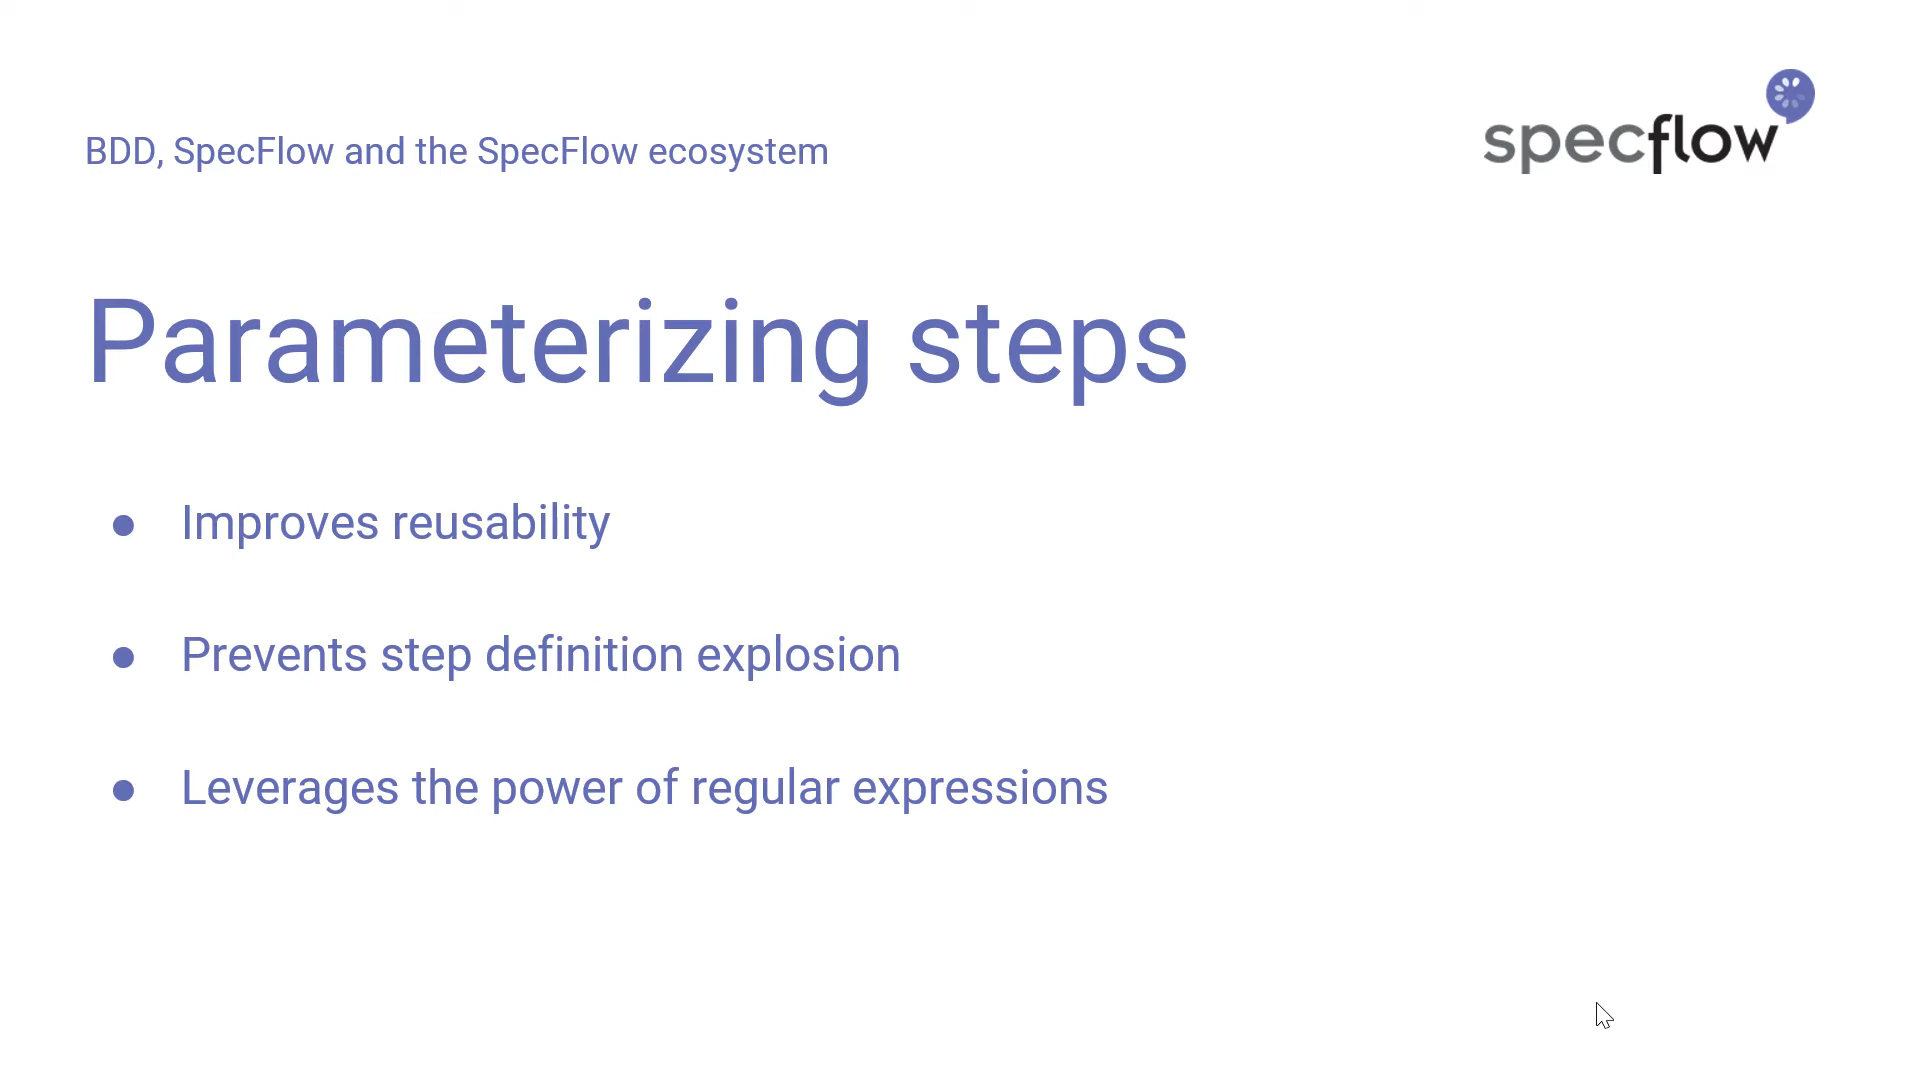 specflow
BDD, SpecFlow and the SpecFlow ecosystem
Parameterizing steps
● Improves reusability
● Prevents step definition explosion
● Leverages the power of regular expressions